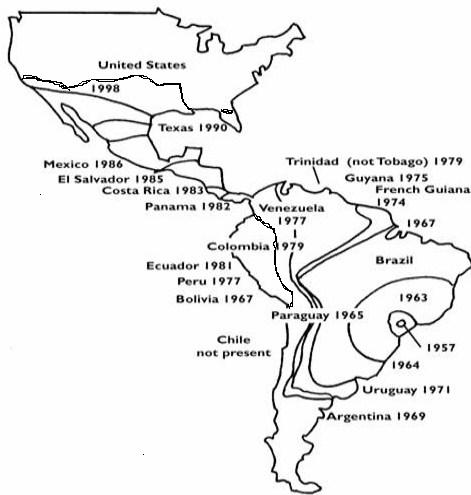 United States
1998
Texas 1990
Mexico 1986
El Salvador 1985
Costa Rica 1983
Panama 1982
Trinidad (not Tobago) 1979
Guyana 1975
French Guiana
1974
Venezuela
1977
1967
Colombia 1979
Brazil
Ecuador 1981
Peru 1977
Bolivia 1967
1963
Paraguay 1965
Chile
not present
1957
1964
Uruguay 1971
Argentina 1969